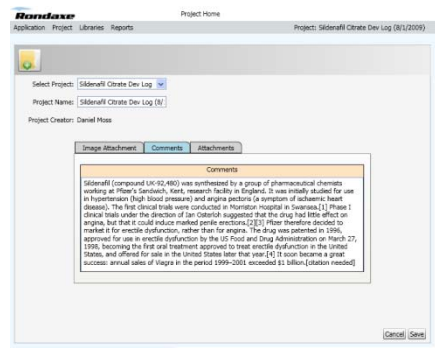 Rondaxe
Project Home
Application Project Libraries Reports Project: Sildenafil Citrate Dev Log (8/1/2009)
Select Project: Sildenafil Citrate Dev Log
Project Name: Sildenafil Citrate Dev Log (8/
Project Creator: Daniel Moss
Image Attachment Comments Attachments
Comments
Sildenafil (compound UK-92,480) was synthesized by a group of pharmaceutical chemists
working at Pfizer's Sandwich, Kent, research facility in England. It was initially studied for use
in hypertension (high blood pressure) and angina pectoris (a symptom of ischaemic heart
disease). The first clinical trials were conducted in Morriston Hospital in Swansea.[1] Phase I
clinical trials under the direction of Ian Osterloh suggested that the drug had little effect on
angina, but that it could induce marked penile erections.[2][3] Pfizer therefore decided to
market it for erectile dysfunction, rather than for angina. The drug was patented in 1996,
approved for use in erectile dysfunction by the US Food and Drug Administration on March 27,
1998, becoming the first oral treatment approved to treat erectile dysfunction in the United
States, and offered for sale in the United States later that year.[4] It soon became a great
success: annual sales of Viagra in the period 1999–2001 exceeded $1 billion.[citation needed]
Cancel Save